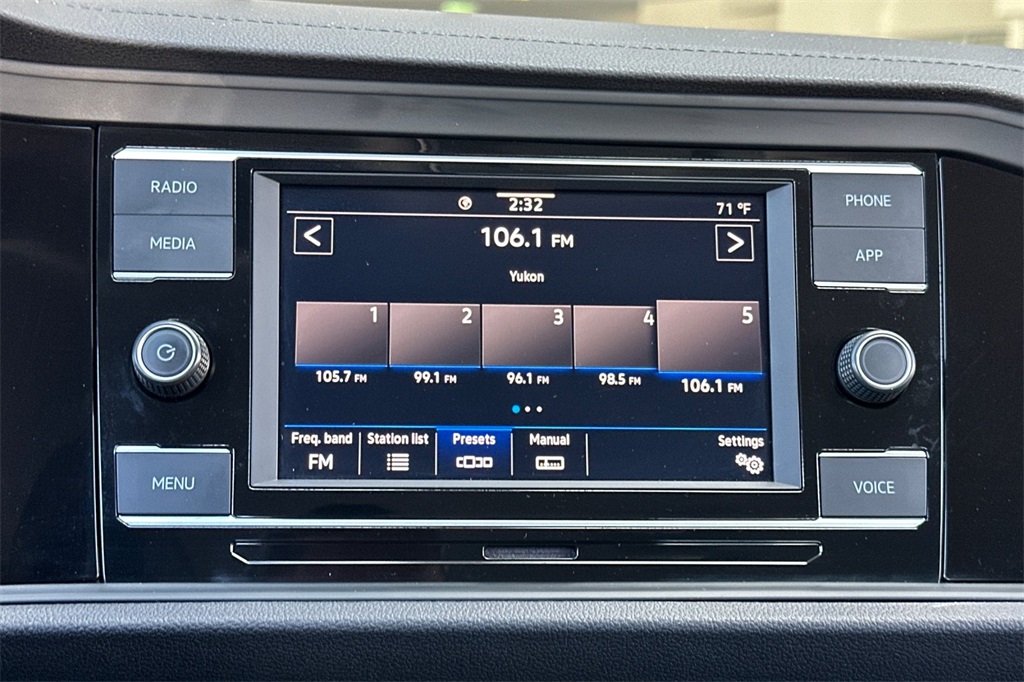 RADIO
MEDIA
MENU
2:32
71 °F
<
106.1 FM
>
Yukon
1 2 3 4 5
105.7 FM 99.1 FM 96.1 FM 98.5 FM 106.1 FM
Freq. band Station list Presets Manual Settings
FM
PHONE
APP
VOICE